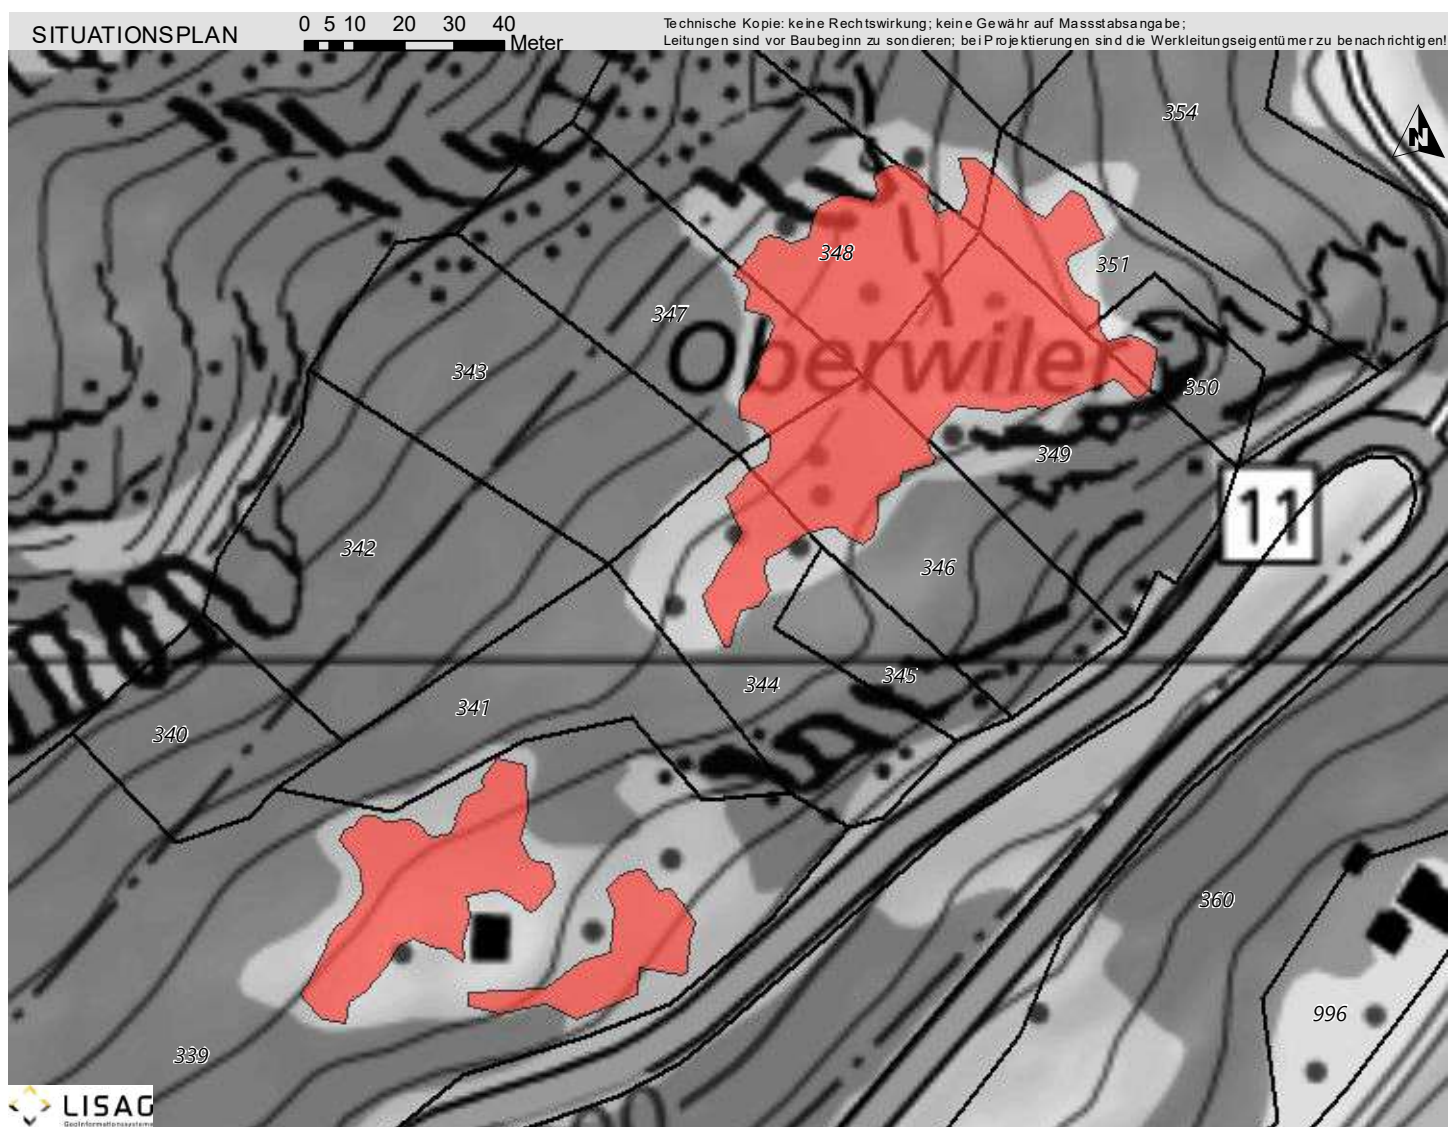 SITUATIONSPLAN
0 5 10 20 30 40
Meter
Technische Kopie: keine Rechtswirkung; keine Gewähr auf Massstabsangabe;
Leitungen sind vor Baubeginn zu sondieren; bei Projektierungen sind die Werkleitungseigentümer zu benachrichtigen!
354
N
348
351
347
Oberwiler
343
350
349
11
342
346
345
344
341
340
360
996
339
LISAG
Geoinformationssysteme